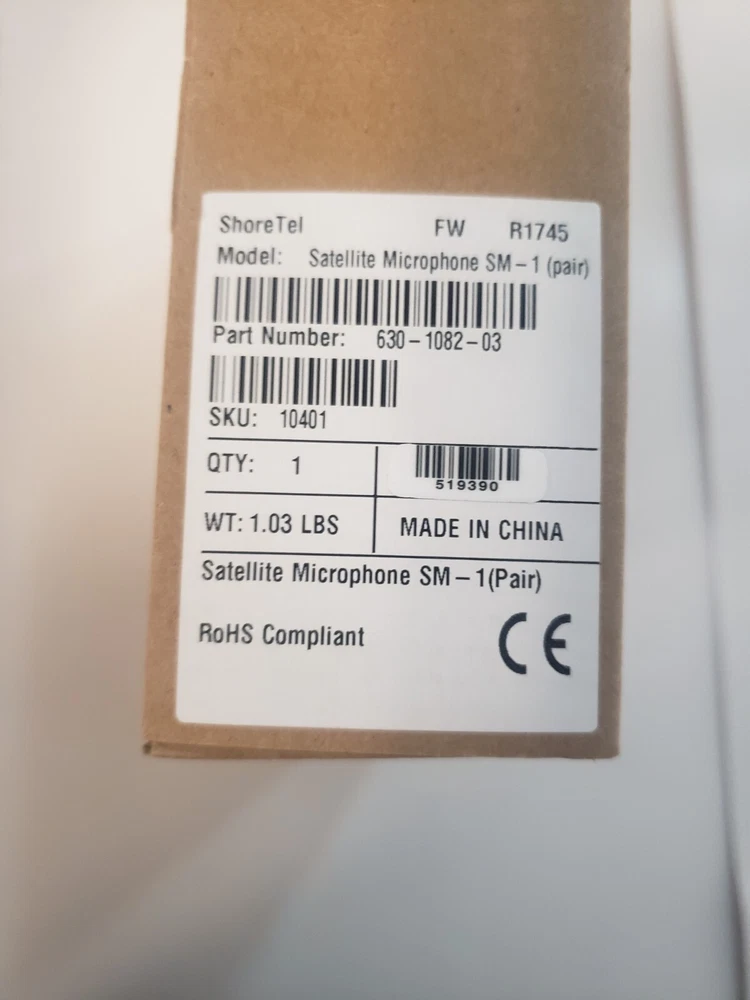 ShoreTel FW R1745
Model: Satellite Microphone SM-1 (pair)
Part Number: 630-1082-03
SKU: 10401
QTY: 1
519390
WT: 1.03 LBS
MADE IN CHINA
Satellite Microphone SM-1(Pair)
RoHS Compliant
CE